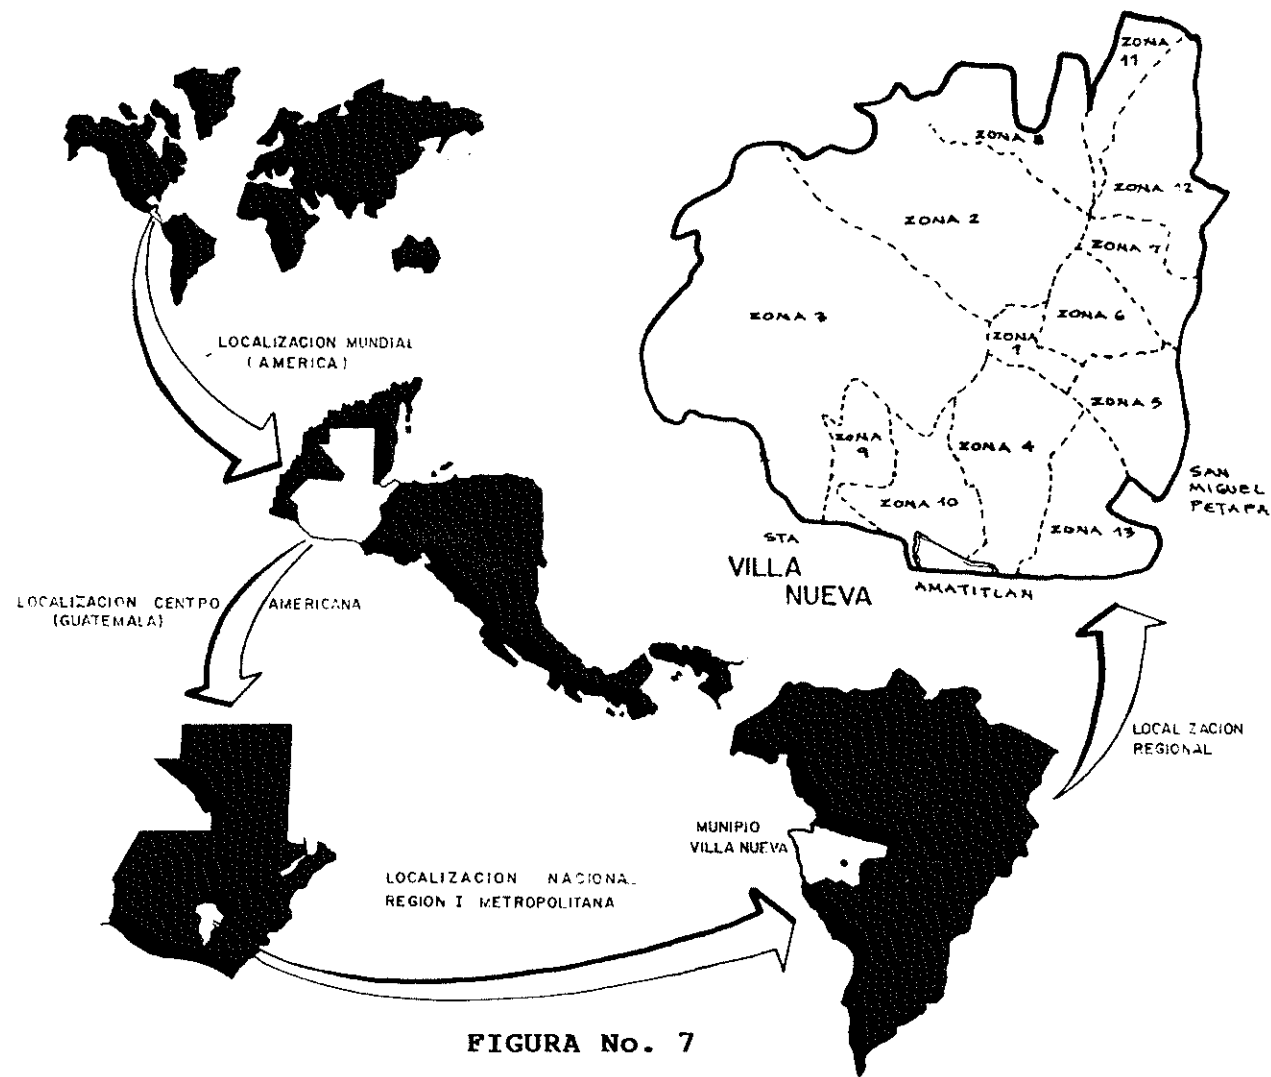 ZONA
11
ZONA 8
ZONA 12
ZONA 2
ZONA 7
ZONA 3
ZONA 6
ZONA
1
ZONA 5
ZONA
9
ZONA 4
ZONA 10
ZONA 13
SAN
MIGUEL
PETAPA
STA
VILLA
NUEVA
AMATITLAN
LOCALIZACION MUNDIAL
(AMERICA)
LOCALIZACION CENTRO AMERICANA
(GUATEMALA)
LOCAL ZACION
REGIONAL
MUNIPIO
VILLA NUEVA
LOCALIZACION NACIONAL
REGION I METROPOLITANA
FIGURA No. 7